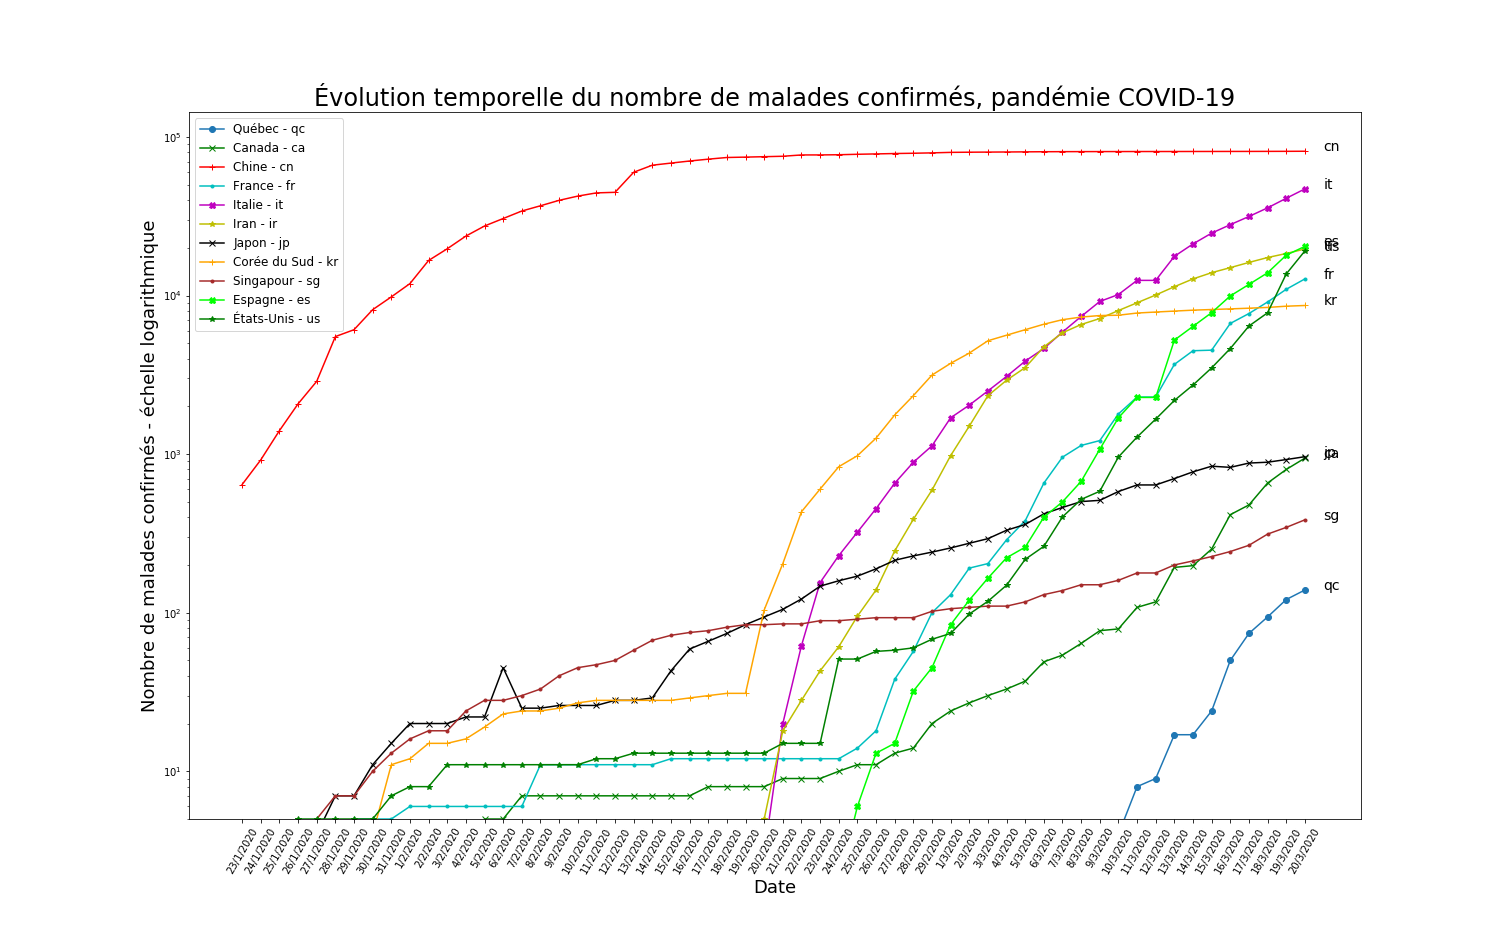 Évolution temporelle du nombre de malades confirmés, pandémie COVID-19
Québec - qc
Canada - ca
Chine - cn
France - fr
Italie - it
Iran - ir
Japon - jp
Corée du Sud - kr
Singapour - sg
Espagne - es
États-Unis - us
Nombre de malades confirmés - échelle logarithmique
10⁵
10⁴
10³
10²
10¹
cn
it
es
us
fr
kr
jp
ca
sg
qc
23/1/2020
24/1/2020
25/1/2020
26/1/2020
27/1/2020
28/1/2020
29/1/2020
30/1/2020
31/1/2020
1/2/2020
2/2/2020
3/2/2020
4/2/2020
5/2/2020
6/2/2020
7/2/2020
8/2/2020
9/2/2020
10/2/2020
11/2/2020
12/2/2020
13/2/2020
14/2/2020
15/2/2020
16/2/2020
17/2/2020
18/2/2020
19/2/2020
20/2/2020
21/2/2020
22/2/2020
23/2/2020
24/2/2020
25/2/2020
26/2/2020
27/2/2020
28/2/2020
29/2/2020
1/3/2020
2/3/2020
3/3/2020
4/3/2020
5/3/2020
6/3/2020
7/3/2020
8/3/2020
9/3/2020
10/3/2020
11/3/2020
12/3/2020
13/3/2020
14/3/2020
15/3/2020
16/3/2020
17/3/2020
18/3/2020
19/3/2020
20/3/2020
Date